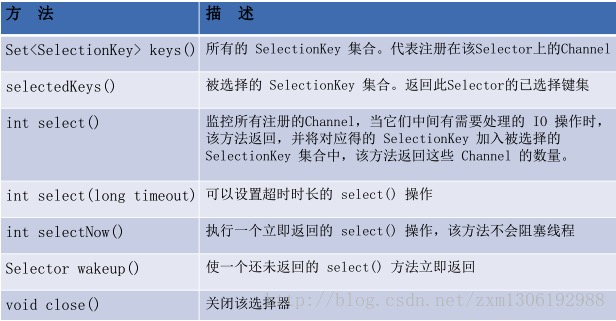 方 法 描 述
Set<SelectionKey> keys() 所有的 SelectionKey 集合。代表注册在该Selector上的Channel
selectedKeys() 被选择的 SelectionKey 集合。返回此Selector的已选择键集
int select() 监控所有注册的Channel，当它们中间有需要处理的 IO 操作时，
该方法返回，并将对应得的 SelectionKey 加入被选择的
SelectionKey 集合中，该方法返回这些 Channel 的数量。
int select(long timeout) 可以设置超时时长的 select() 操作
int selectNow() 执行一个立即返回的 select() 操作，该方法不会阻塞线程
Selector wakeup() 使一个还未返回的 select() 方法立即返回
void close() 关闭该选择器
http://blog.csdn.net/zxm1306192988